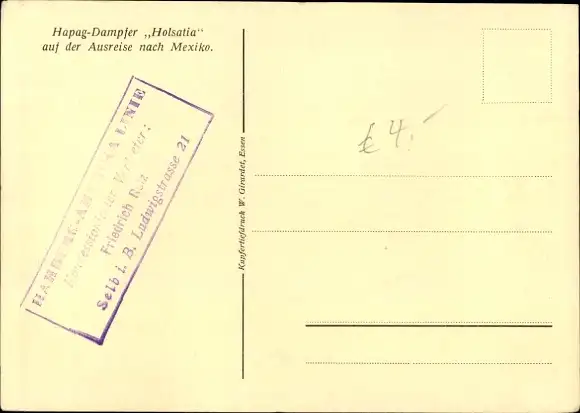 Hapag-Dampfer „Holsatia“
auf der Ausreise nach Mexiko.
HAMBURG-AMERIKA LINIE
Vertreter:
Friedrich
Selb i. B. Ludwigstrasse 21
Kupfertiefdruck W. Girardet, Essen
€ 4.-